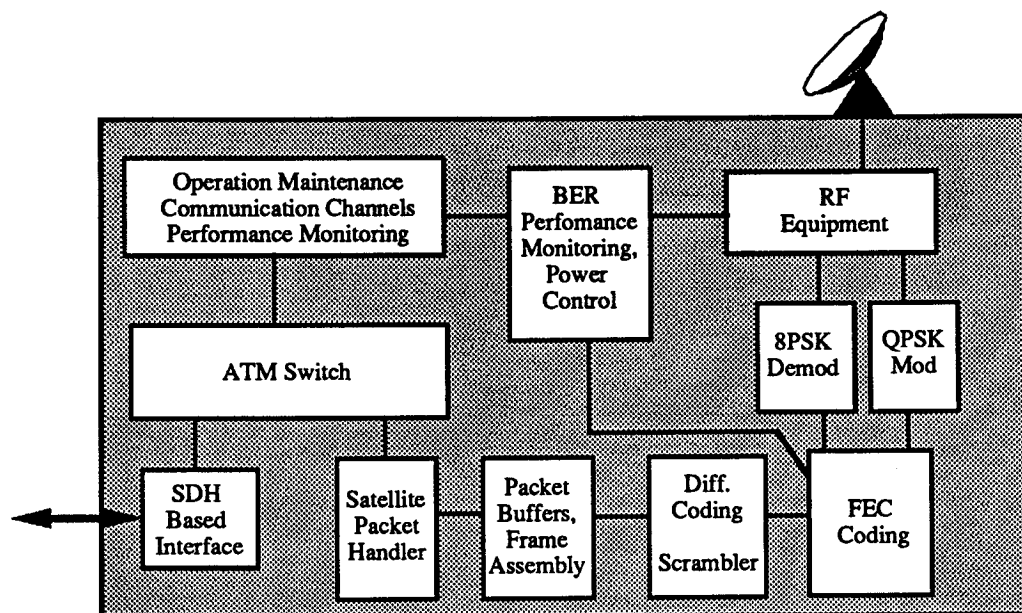 Operation Maintenance
Communication Channels
Performance Monitoring
BER
Perfomance
Monitoring,
Power
Control
RF
Equipment
8PSK
Demod
QPSK
Mod
ATM Switch
SDH
Based
Interface
Satellite
Packet
Handler
Packet
Buffers,
Frame
Assembly
Diff.
Coding
Scrambler
FEC
Coding